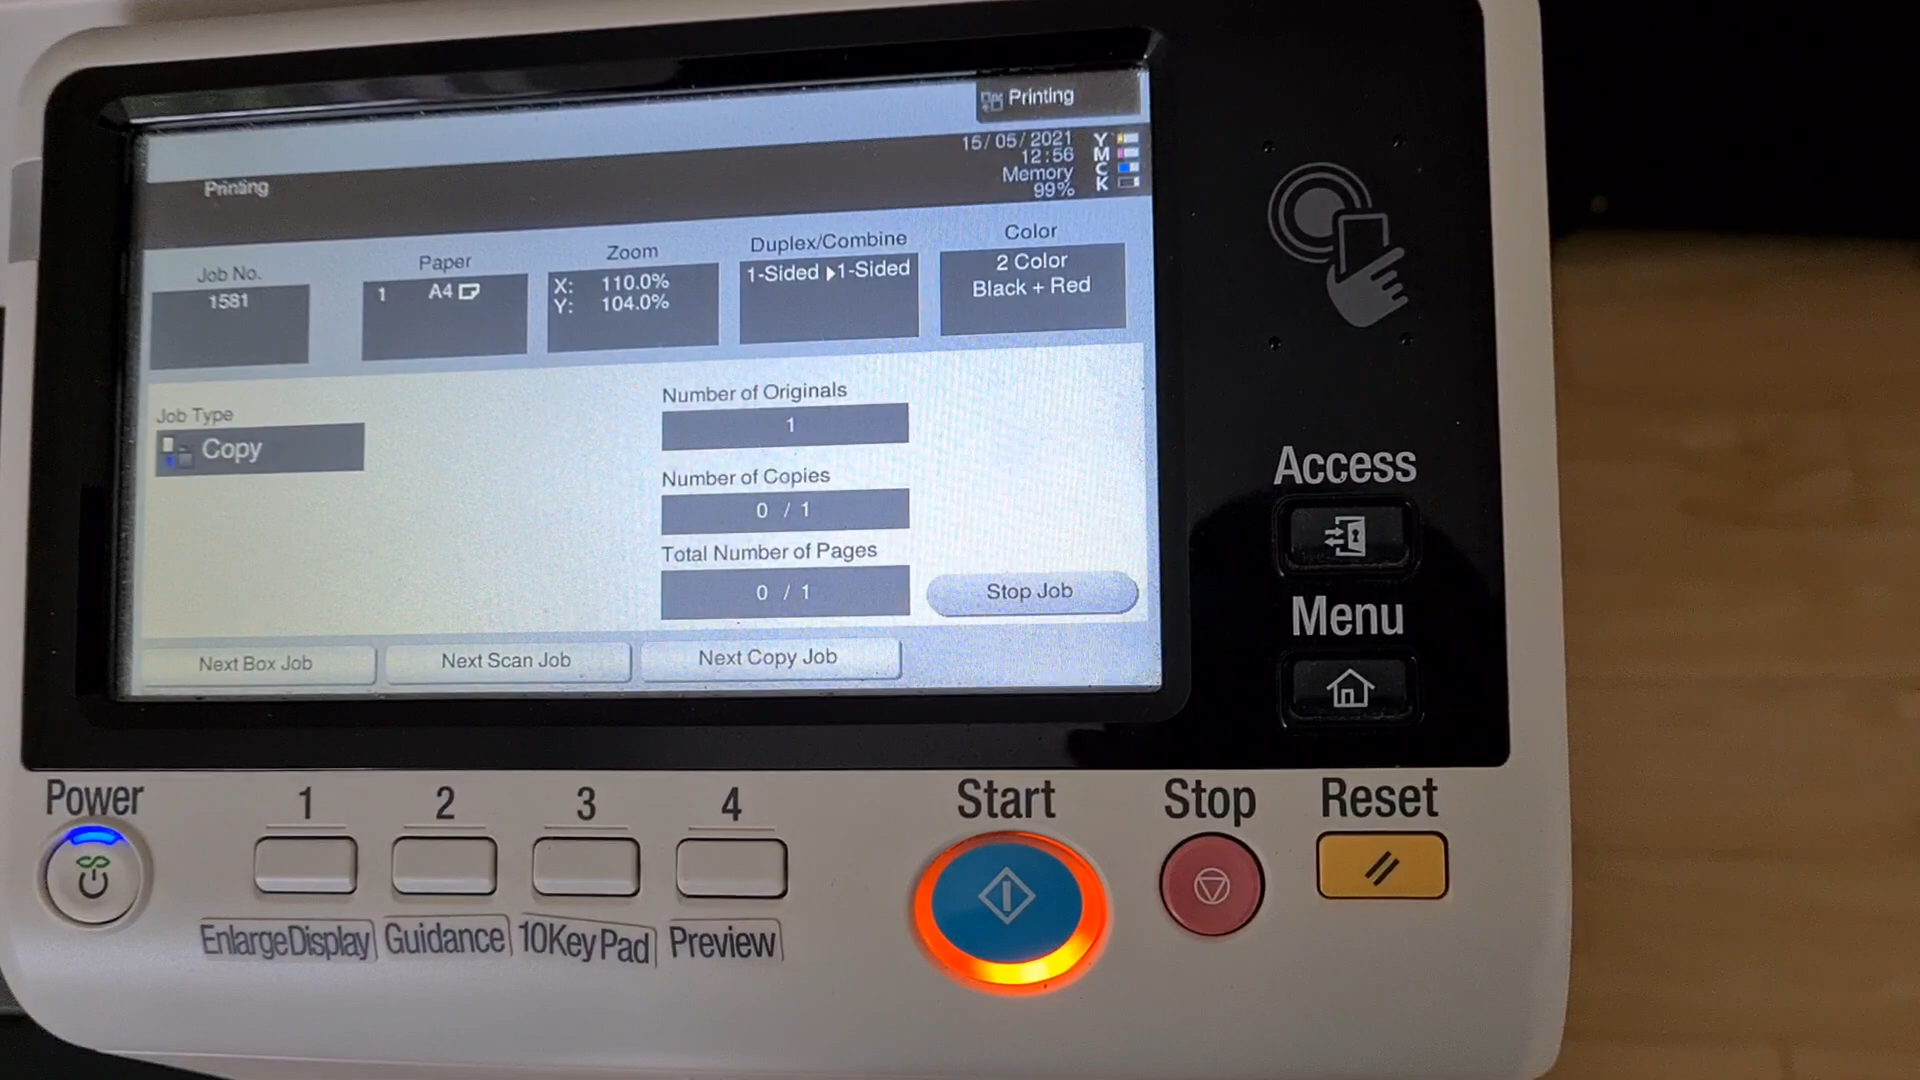 Printing
15/05/2021
12:56
Memory
99%
Y
M
C
K
Printing
Job No.
1581
Paper
1 A4
Zoom
X: 110.0%
Y: 104.0%
Duplex/Combine
1-Sided ▶1-Sided
Color
2 Color
Black + Red
Job Type
Copy
Number of Originals
1
Number of Copies
0 / 1
Total Number of Pages
0 / 1
Stop Job
Next Box Job
Next Scan Job
Next Copy Job
Access
Menu
Power
1
2
3
4
Start
Stop
Reset
EnlargeDisplay
Guidance
10KeyPad
Preview